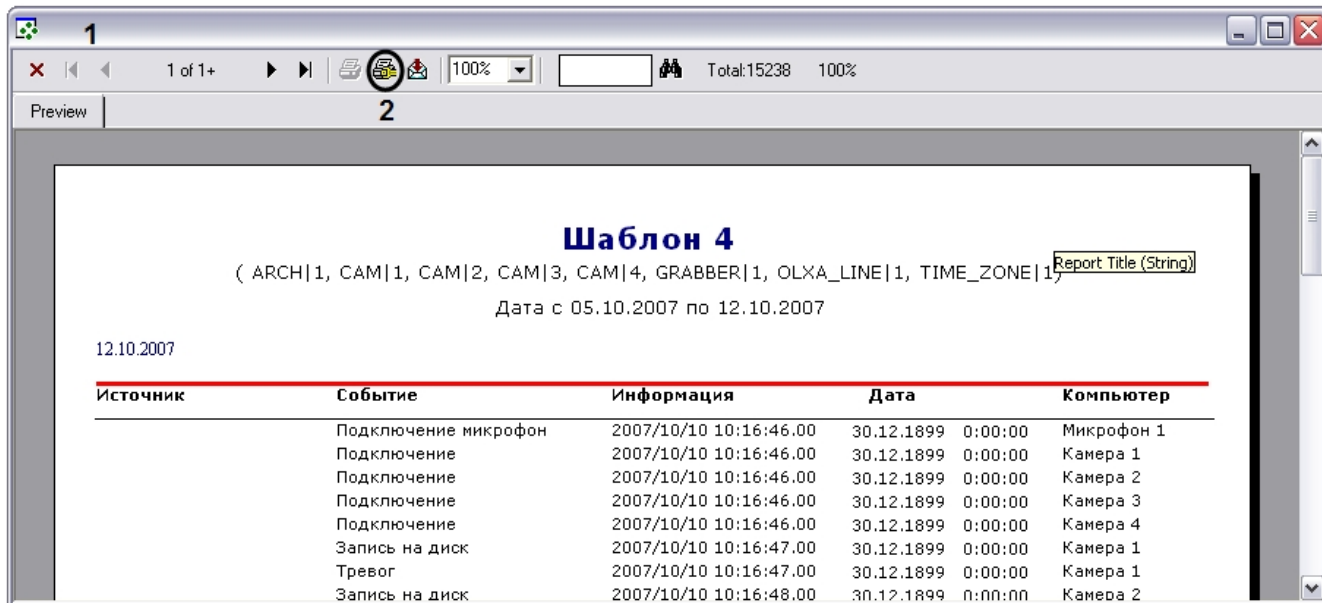 1
1 of 1+ 100% Total:15238 100%
Preview 2
Шаблон 4
( ARCH|1, CAM|1, CAM|2, CAM|3, CAM|4, GRABBER|1, OLXA_LINE|1, TIME_ZONE|1)
Report Title (String)
Дата с 05.10.2007 по 12.10.2007
12.10.2007
Источник Событие Информация Дата Компьютер
Подключение микрофон 2007/10/10 10:16:46.00 30.12.1899 0:00:00 Микрофон 1
Подключение 2007/10/10 10:16:46.00 30.12.1899 0:00:00 Камера 1
Подключение 2007/10/10 10:16:46.00 30.12.1899 0:00:00 Камера 2
Подключение 2007/10/10 10:16:46.00 30.12.1899 0:00:00 Камера 3
Подключение 2007/10/10 10:16:46.00 30.12.1899 0:00:00 Камера 4
Запись на диск 2007/10/10 10:16:47.00 30.12.1899 0:00:00 Камера 1
Тревог 2007/10/10 10:16:47.00 30.12.1899 0:00:00 Камера 1
Запись на диск 2007/10/10 10:16:48.00 30.12.1899 0:00:00 Камера 2